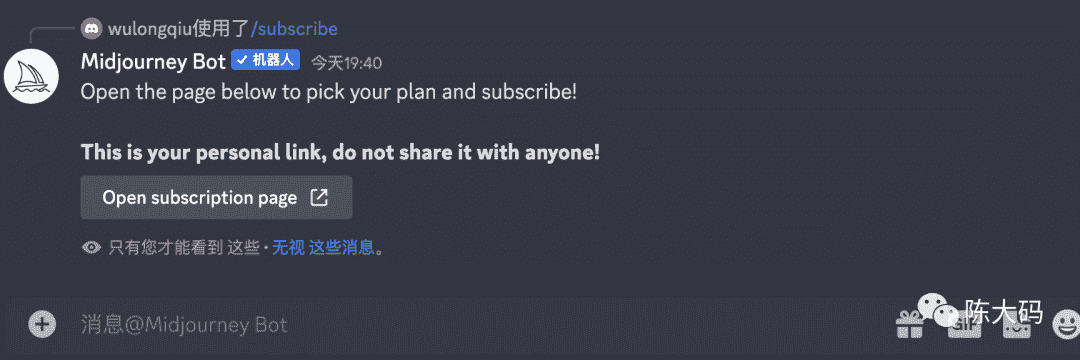 wulongqiu使用了/subscribe
Midjourney Bot ✓ 机器人 今天19:40
Open the page below to pick your plan and subscribe!
This is your personal link, do not share it with anyone!
Open subscription page
只有您才能看到 这些 • 无视 这些消息。
消息@Midjourney Bot
GIF
陈大码